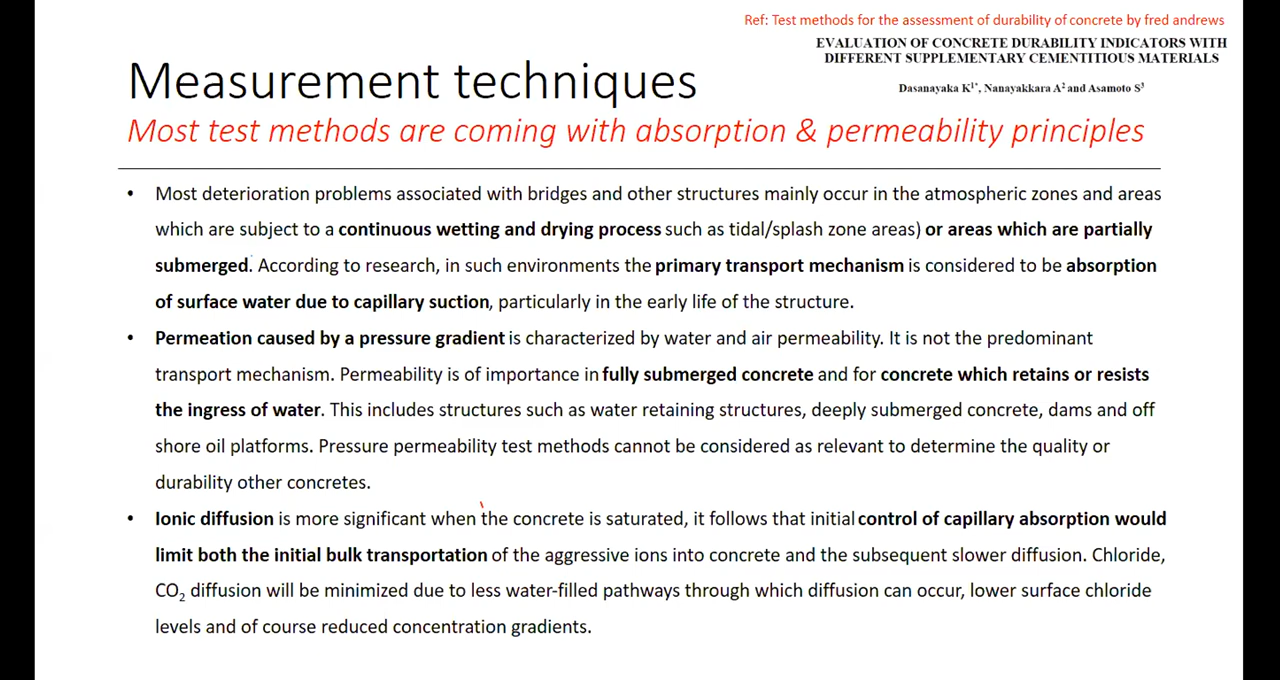 Ref: Test methods for the assessment of durability of concrete by fred andrews
EVALUATION OF CONCRETE DURABILITY INDICATORS WITH
DIFFERENT SUPPLEMENTARY CEMENTITIOUS MATERIALS
Dasanayaka K¹*, Nanayakkara A² and Asamoto S³
Measurement techniques
Most test methods are coming with absorption & permeability principles
• Most deterioration problems associated with bridges and other structures mainly occur in the atmospheric zones and areas
which are subject to a continuous wetting and drying process such as tidal/splash zone areas) or areas which are partially
submerged. According to research, in such environments the primary transport mechanism is considered to be absorption
of surface water due to capillary suction, particularly in the early life of the structure.
• Permeation caused by a pressure gradient is characterized by water and air permeability. It is not the predominant
transport mechanism. Permeability is of importance in fully submerged concrete and for concrete which retains or resists
the ingress of water. This includes structures such as water retaining structures, deeply submerged concrete, dams and off
shore oil platforms. Pressure permeability test methods cannot be considered as relevant to determine the quality or
durability other concretes.
• Ionic diffusion is more significant when the concrete is saturated, it follows that initial control of capillary absorption would
limit both the initial bulk transportation of the aggressive ions into concrete and the subsequent slower diffusion. Chloride,
CO₂ diffusion will be minimized due to less water-filled pathways through which diffusion can occur, lower surface chloride
levels and of course reduced concentration gradients.